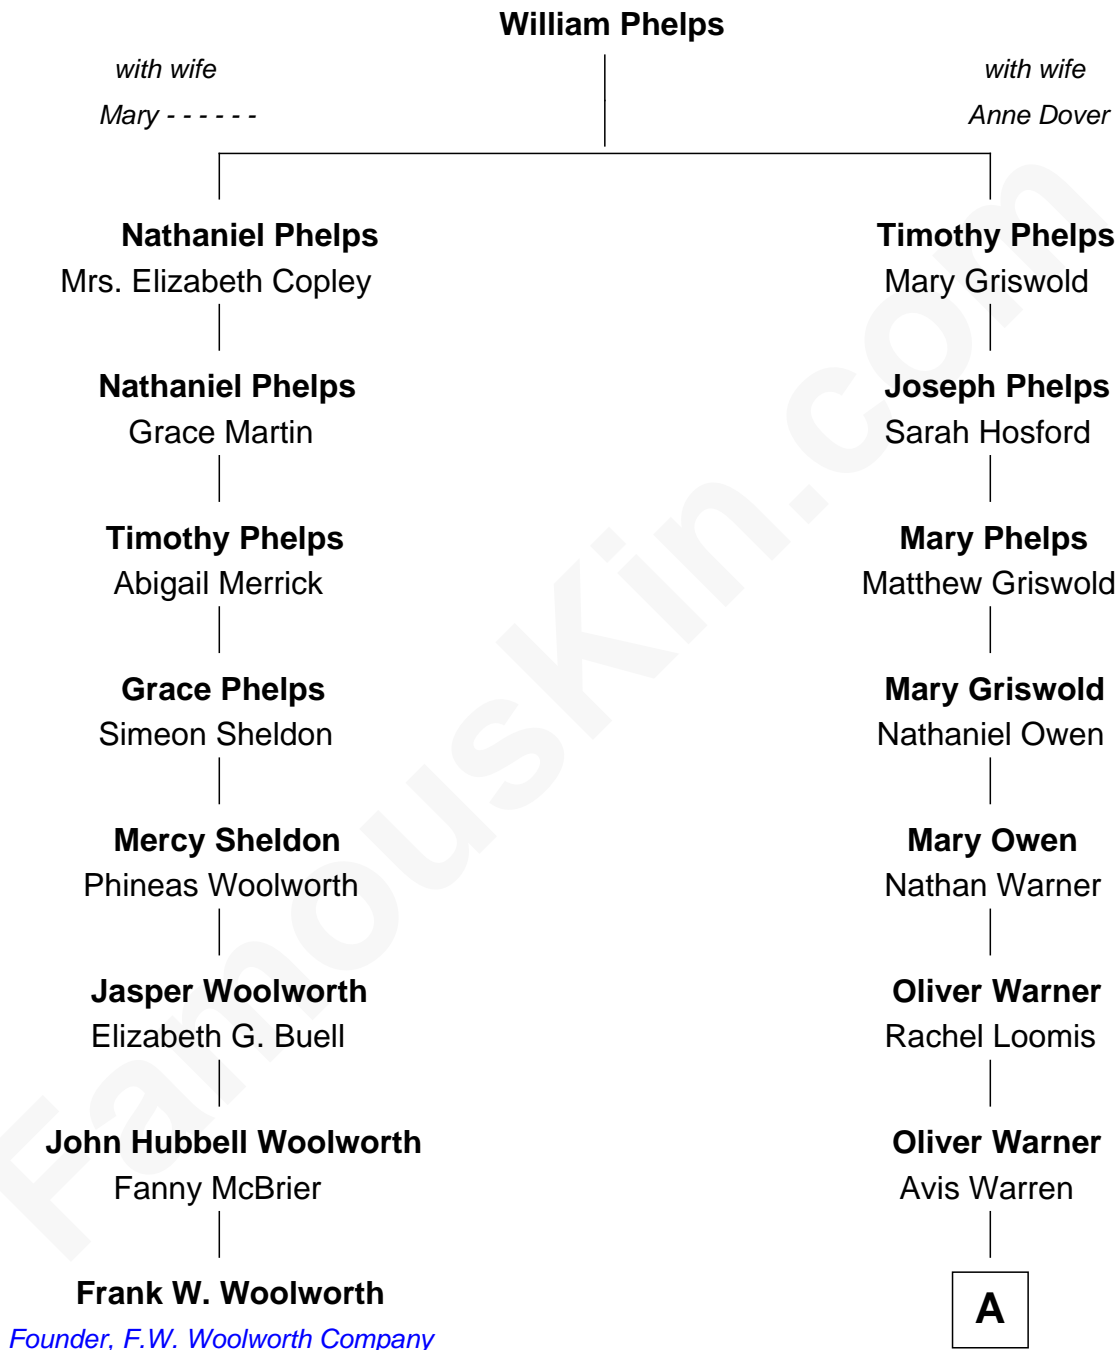 William Phelps
with wife
with wife
Mary - - - - - -
Anne Dover
Nathaniel Phelps
Timothy Phelps
Mrs. Elizabeth Copley
Mary Griswold
Nathaniel Phelps
Joseph Phelps
Grace Martin
Sarah Hosford
Timothy Phelps
Mary Phelps
Abigail Merrick
Matthew Griswold
Grace Phelps
Mary Griswold
Simeon Sheldon
Nathaniel Owen
Mercy Sheldon
Mary Owen
Phineas Woolworth
Nathan Warner
Jasper Woolworth
Oliver Warner
Elizabeth G. Buell
Rachel Loomis
John Hubbell Woolworth
Oliver Warner
Fanny McBrier
Avis Warren
Frank W. Woolworth
A
Founder, F.W. Woolworth Company
FamousKin.com